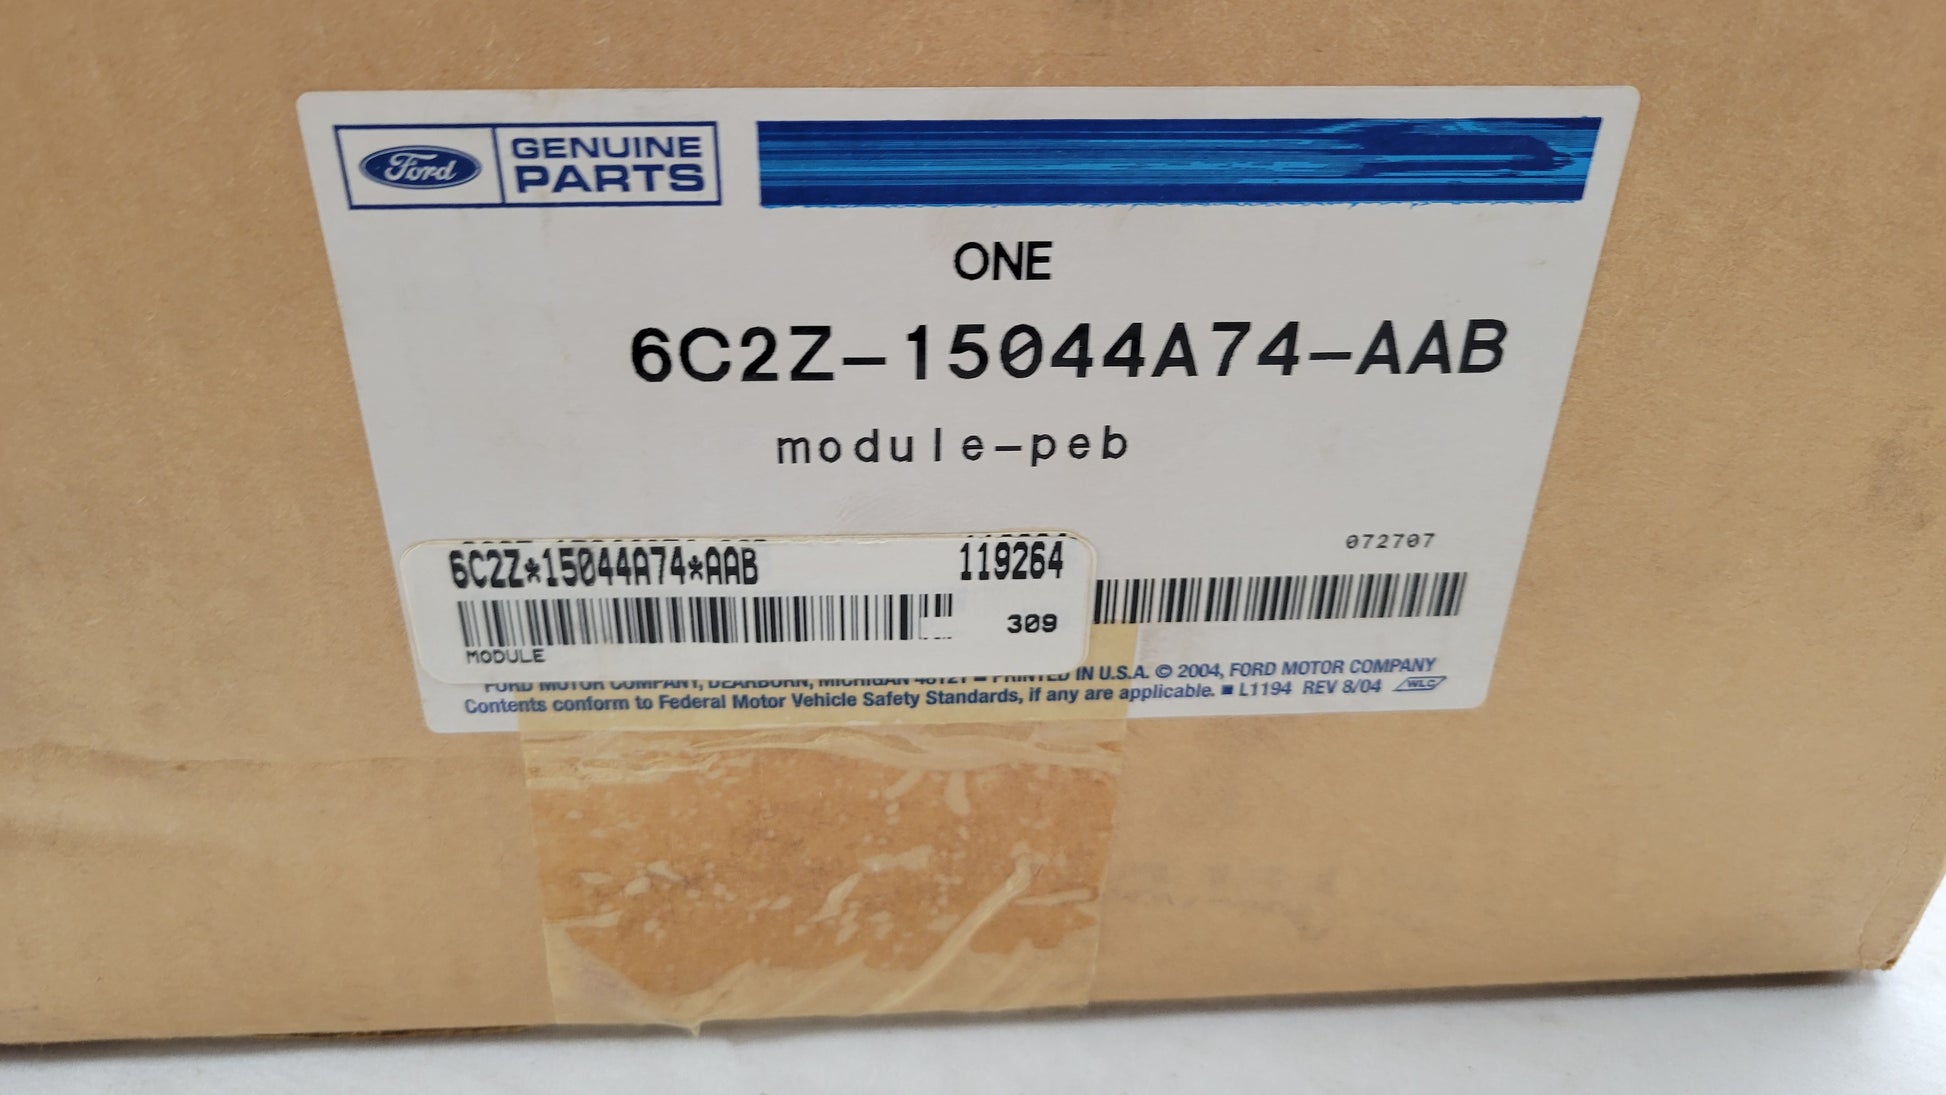 Ford GENUINE PARTS
ONE
6C2Z-15044A74-AAB
module-peb
072707
6C2Z*15044A74*AAB 119264
309
MODULE
FORD MOTOR COMPANY, DEARBORN, MICHIGAN 48121 ■ PRINTED IN U.S.A. © 2004, FORD MOTOR COMPANY
Contents conform to Federal Motor Vehicle Safety Standards, if any are applicable. ■ L1194 REV 8/04 WLC